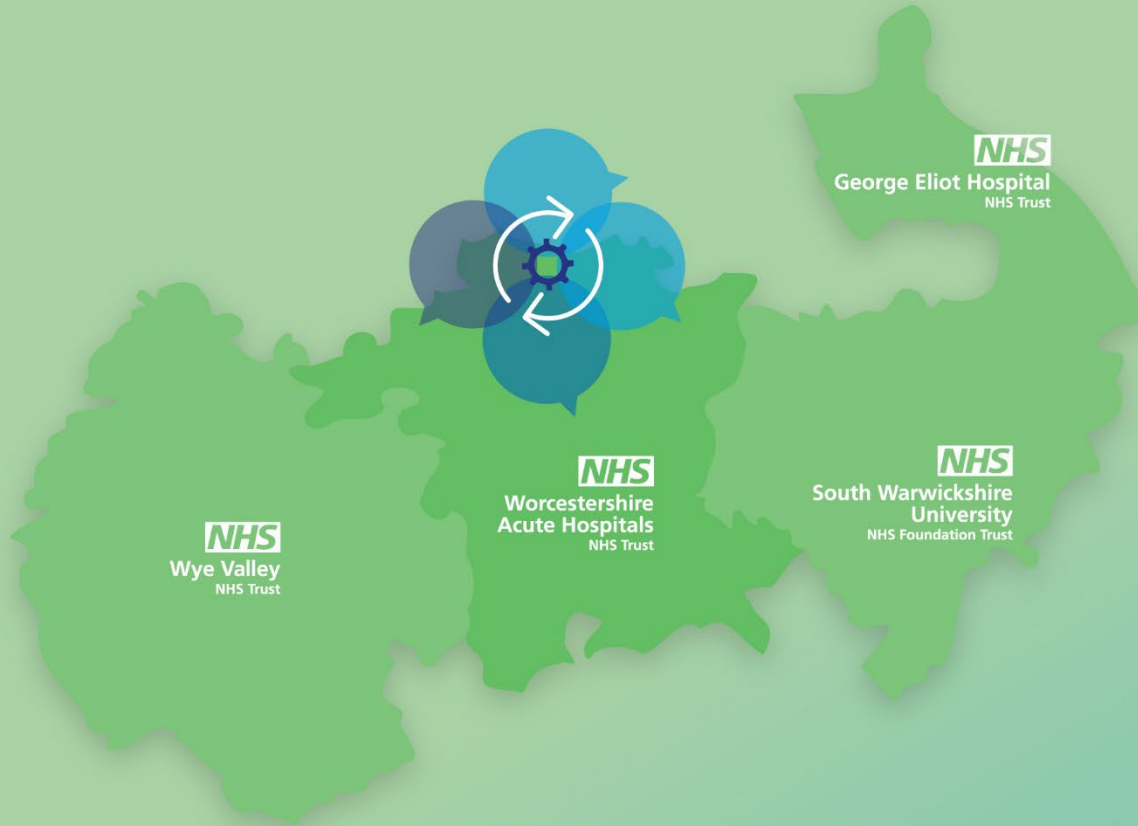 NHS
George Eliot Hospital
NHS Trust
NHS
Worcestershire
Acute Hospitals
NHS Trust
NHS
South Warwickshire
University
NHS Foundation Trust
NHS
Wye Valley
NHS Trust